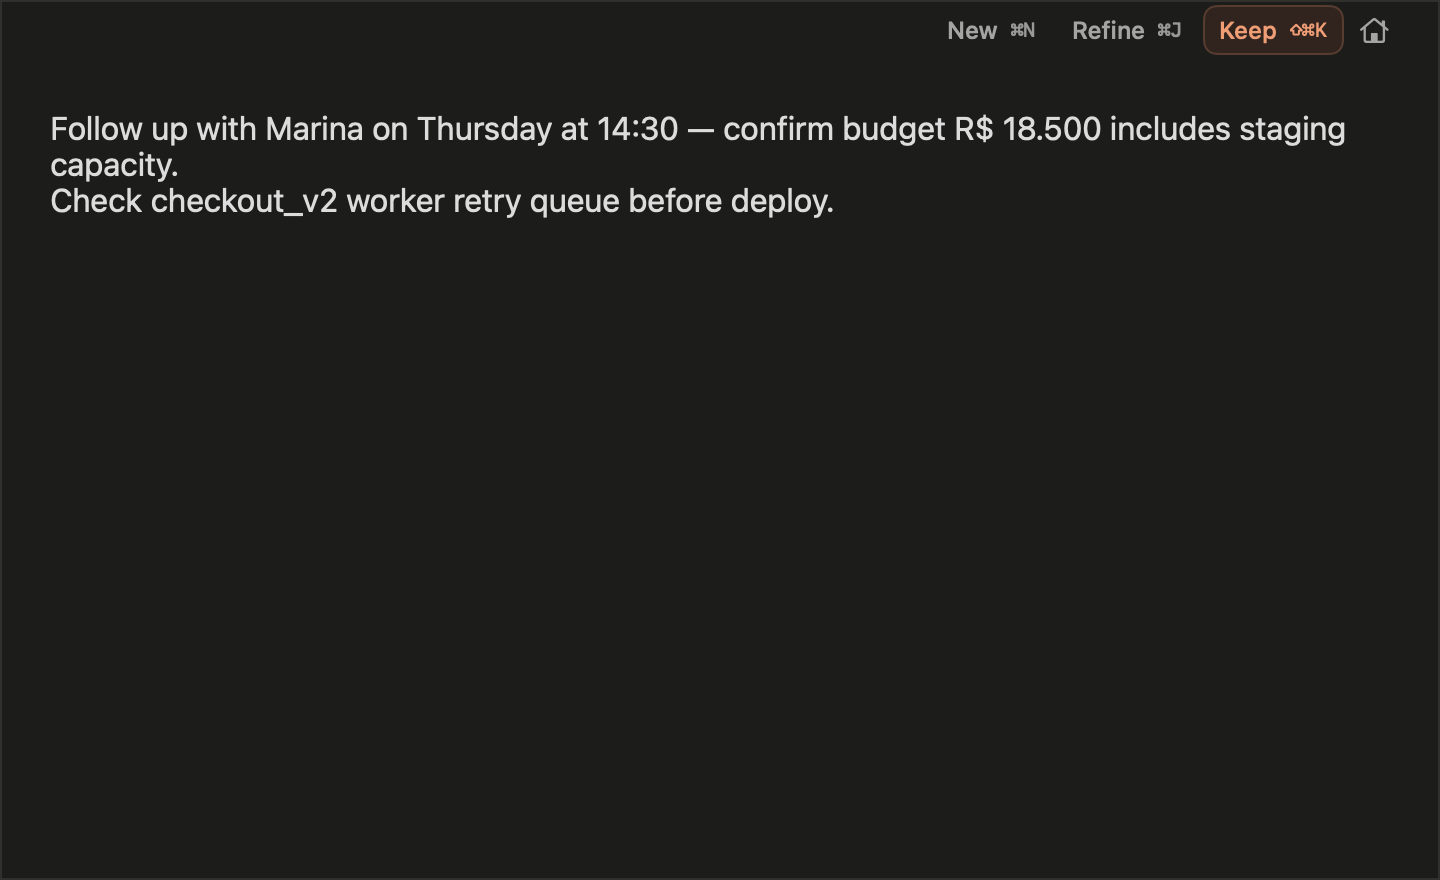 New ⌘N Refine ⌘J Keep ⇧⌘K
Follow up with Marina on Thursday at 14:30 — confirm budget R$ 18.500 includes staging
capacity.
Check checkout_v2 worker retry queue before deploy.